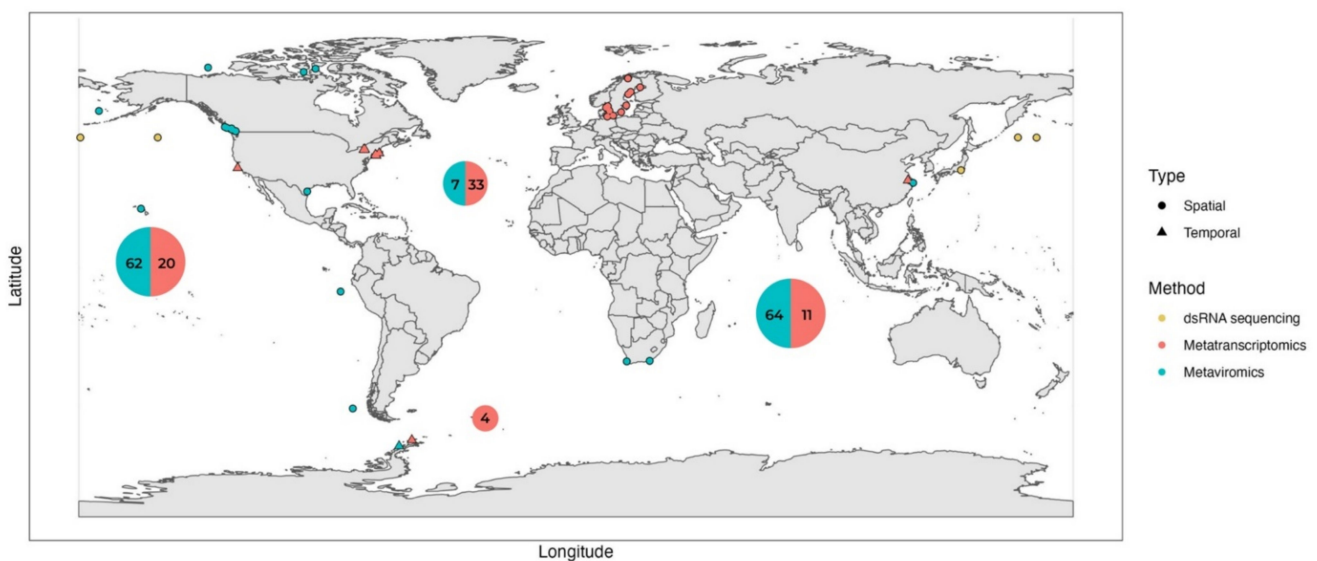 Latitude
Longitude
7 33
62 20
64 11
4
Type
Spatial
Temporal
Method
dsRNA sequencing
Metatranscriptomics
Metaviromics